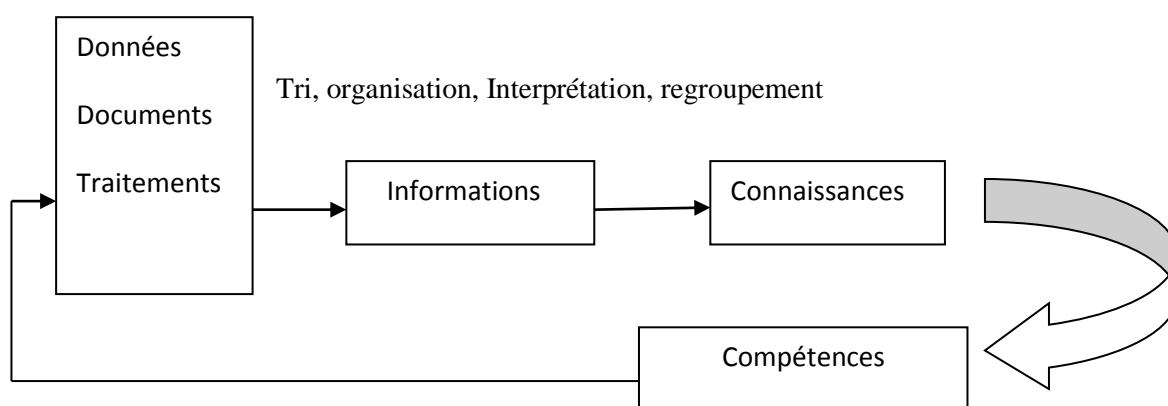 Données
Documents
Traitements
Tri, organisation, Interprétation, regroupement
Informations
Connaissances
Compétences